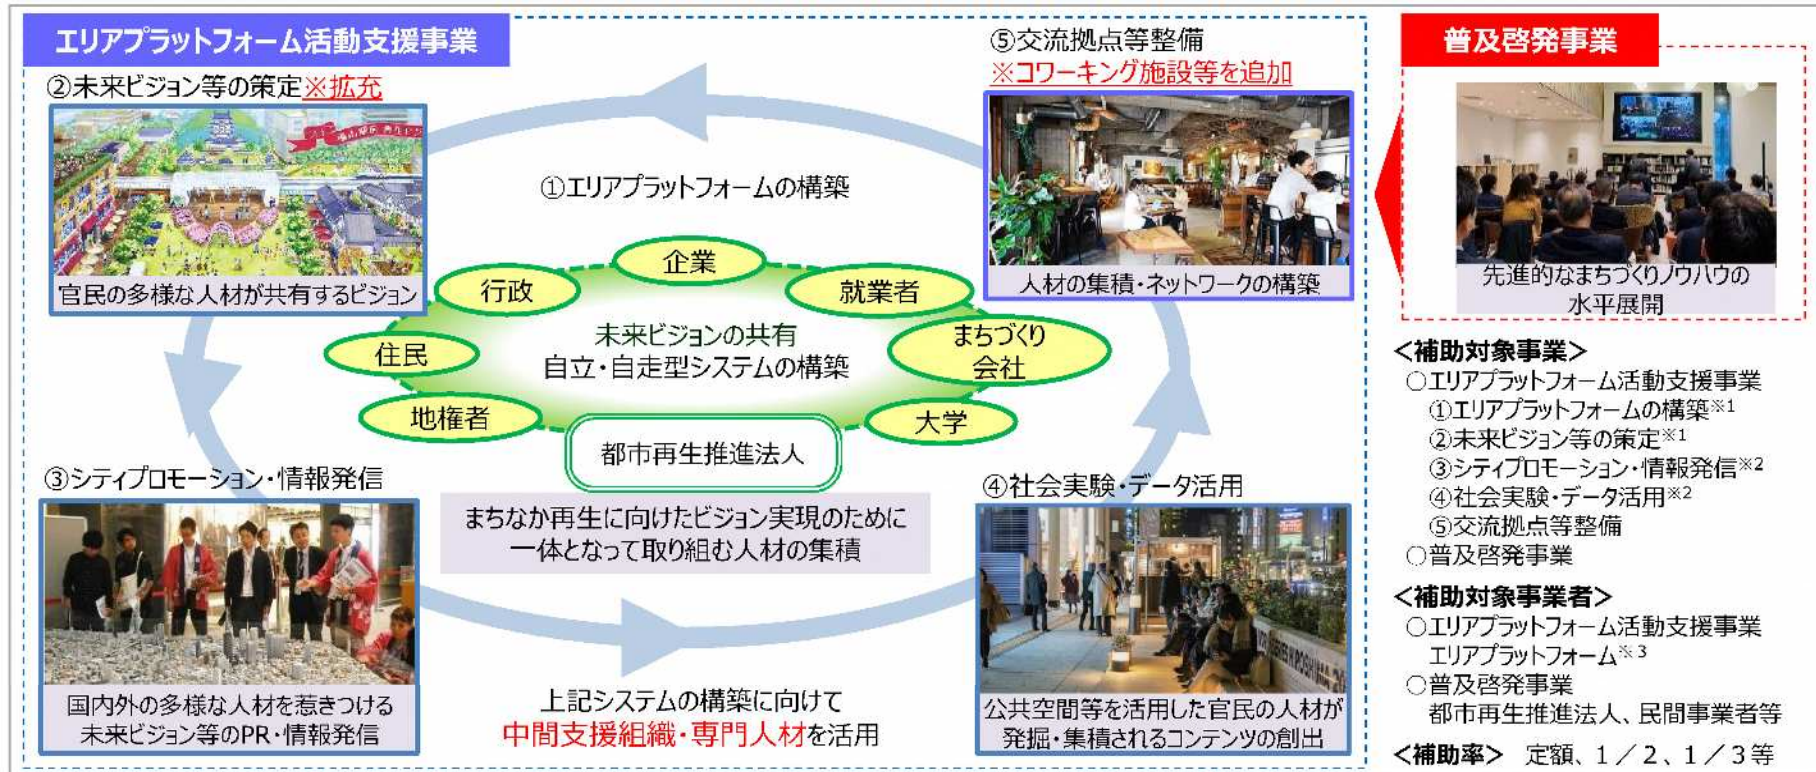 エリアプラットフォーム活動支援事業
②未来ビジョン等の策定※拡充
官民の多様な人材が共有するビジョン
①エリアプラットフォームの構築
⑤交流拠点等整備
※コワーキング施設等を追加
人材の集積・ネットワークの構築
企業
行政
就業者
住民
まちづくり
会社
地権者
大学
未来ビジョンの共有
自立・自走型システムの構築
都市再生推進法人
まちなか再生に向けたビジョン実現のために
一体となって取り組む人材の集積
③シティプロモーション・情報発信
国内外の多様な人材を惹きつける
未来ビジョン等のPR・情報発信
上記システムの構築に向けて
中間支援組織・専門人材を活用
④社会実験・データ活用
公共空間等を活用した官民の人材が
発掘・集積されるコンテンツの創出
普及啓発事業
先進的なまちづくりノウハウの
水平展開
<補助対象事業>
○エリアプラットフォーム活動支援事業
①エリアプラットフォームの構築※1
②未来ビジョン等の策定※1
③シティプロモーション・情報発信※2
④社会実験・データ活用※2
⑤交流拠点等整備
○普及啓発事業
<補助対象事業者>
○エリアプラットフォーム活動支援事業
エリアプラットフォーム※3
○普及啓発事業
都市再生推進法人、民間事業者等
<補助率> 定額、1/2、1/3等